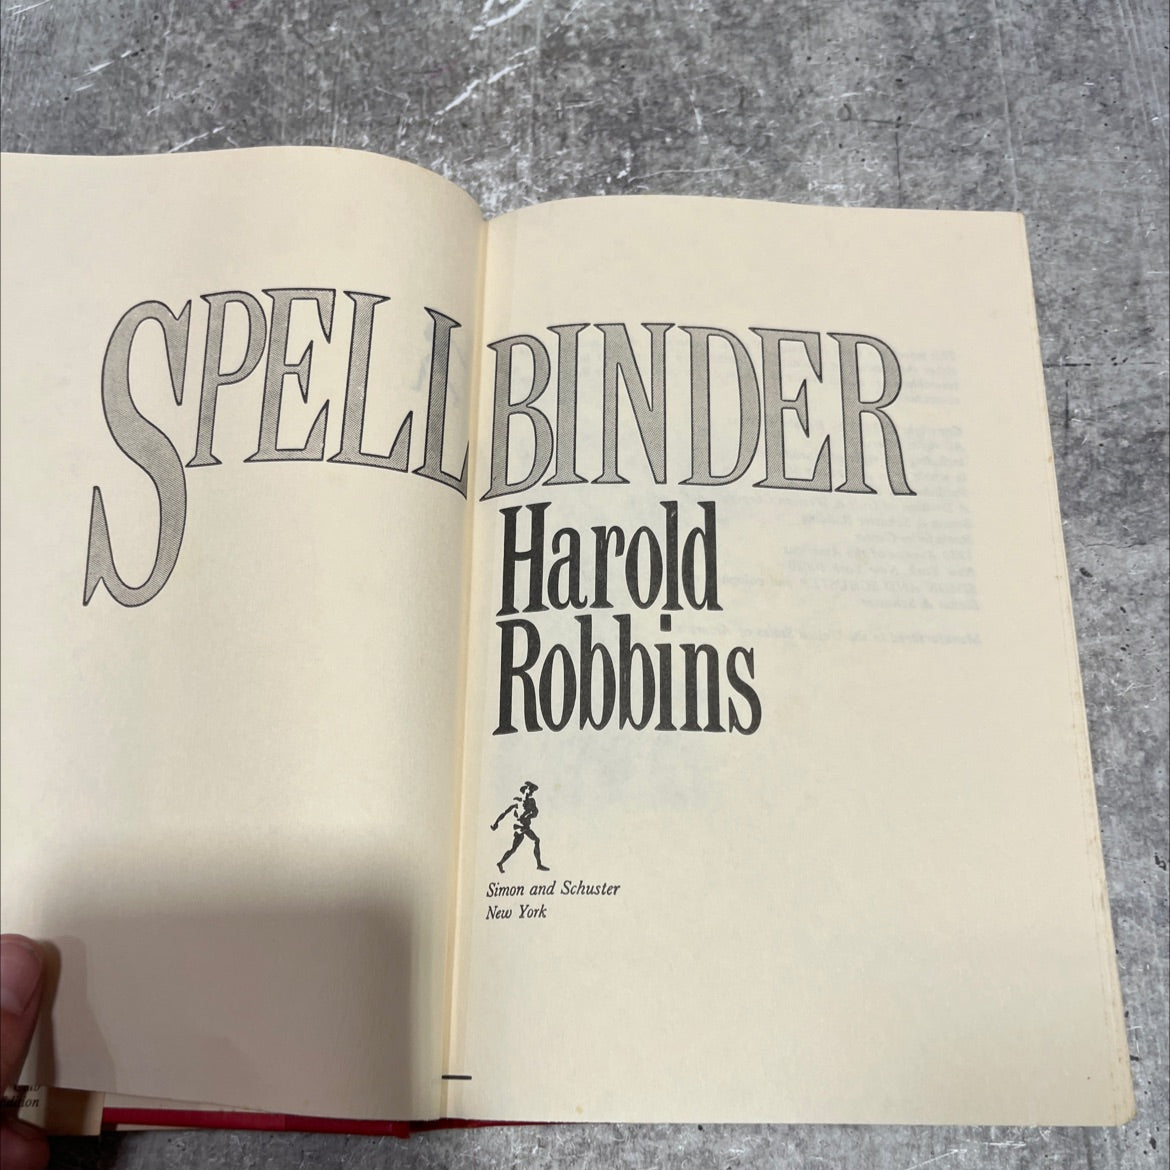 SPELLBINDER
Harold
Robbins
Simon and Schuster
New York